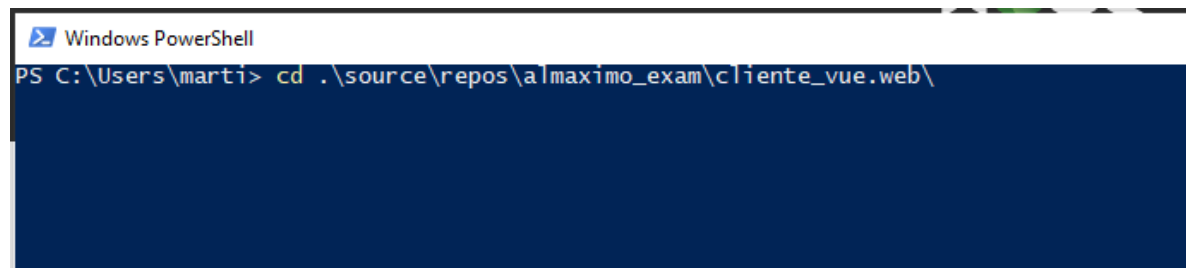 Windows PowerShell
PS C:\Users\marti> cd .\source\repos\almaximo_exam\cliente_vue.web\